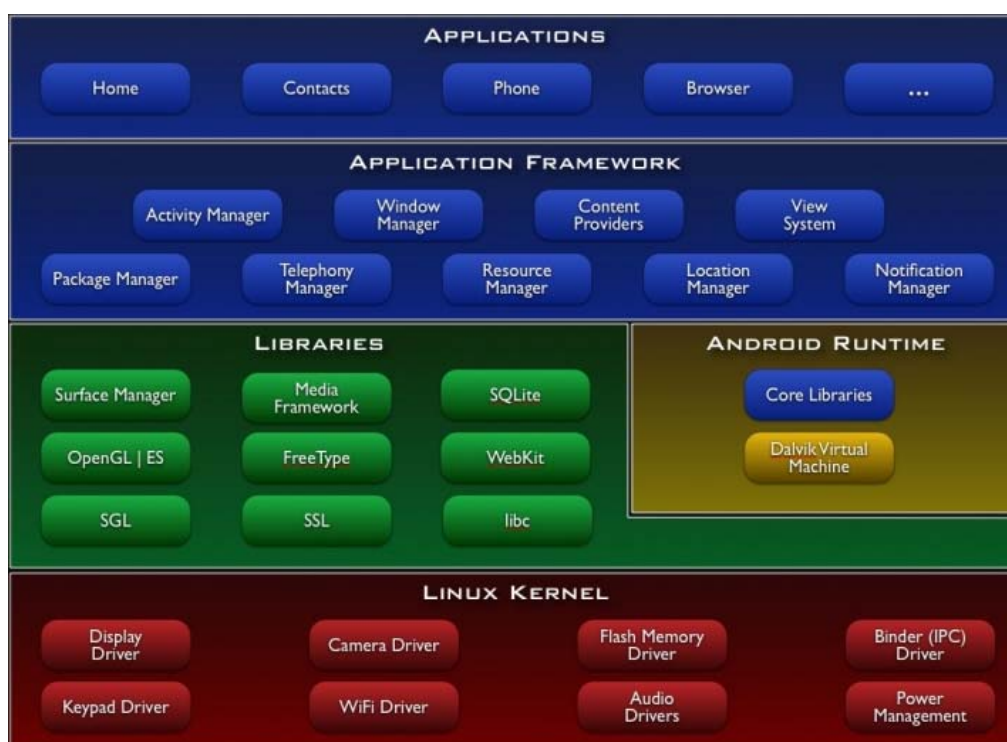 APPLICATIONS
Home Contacts Phone Browser ...
APPLICATION FRAMEWORK
Activity Manager
Window
Manager
Content
Providers
View
System
Package Manager
Telephony
Manager
Resource
Manager
Location
Manager
Notification
Manager
LIBRARIES
Surface Manager
Media
Framework
SQLite
OpenGL | ES
FreeType
WebKit
SGL
SSL
libc
ANDROID RUNTIME
Core Libraries
Dalvik Virtual
Machine
LINUX KERNEL
Display
Driver
Camera Driver
Flash Memory
Driver
Binder (IPC)
Driver
Keypad Driver
WiFi Driver
Audio
Drivers
Power
Management